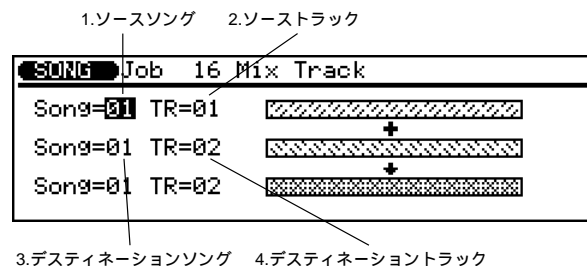 1.ソースソング 2.ソーストラック
SONG Job 16 Mix Track
Song=01 TR=01
Song=01 TR=02
Song=01 TR=02
3.デスティネーションソング 4.デスティネーショントラック